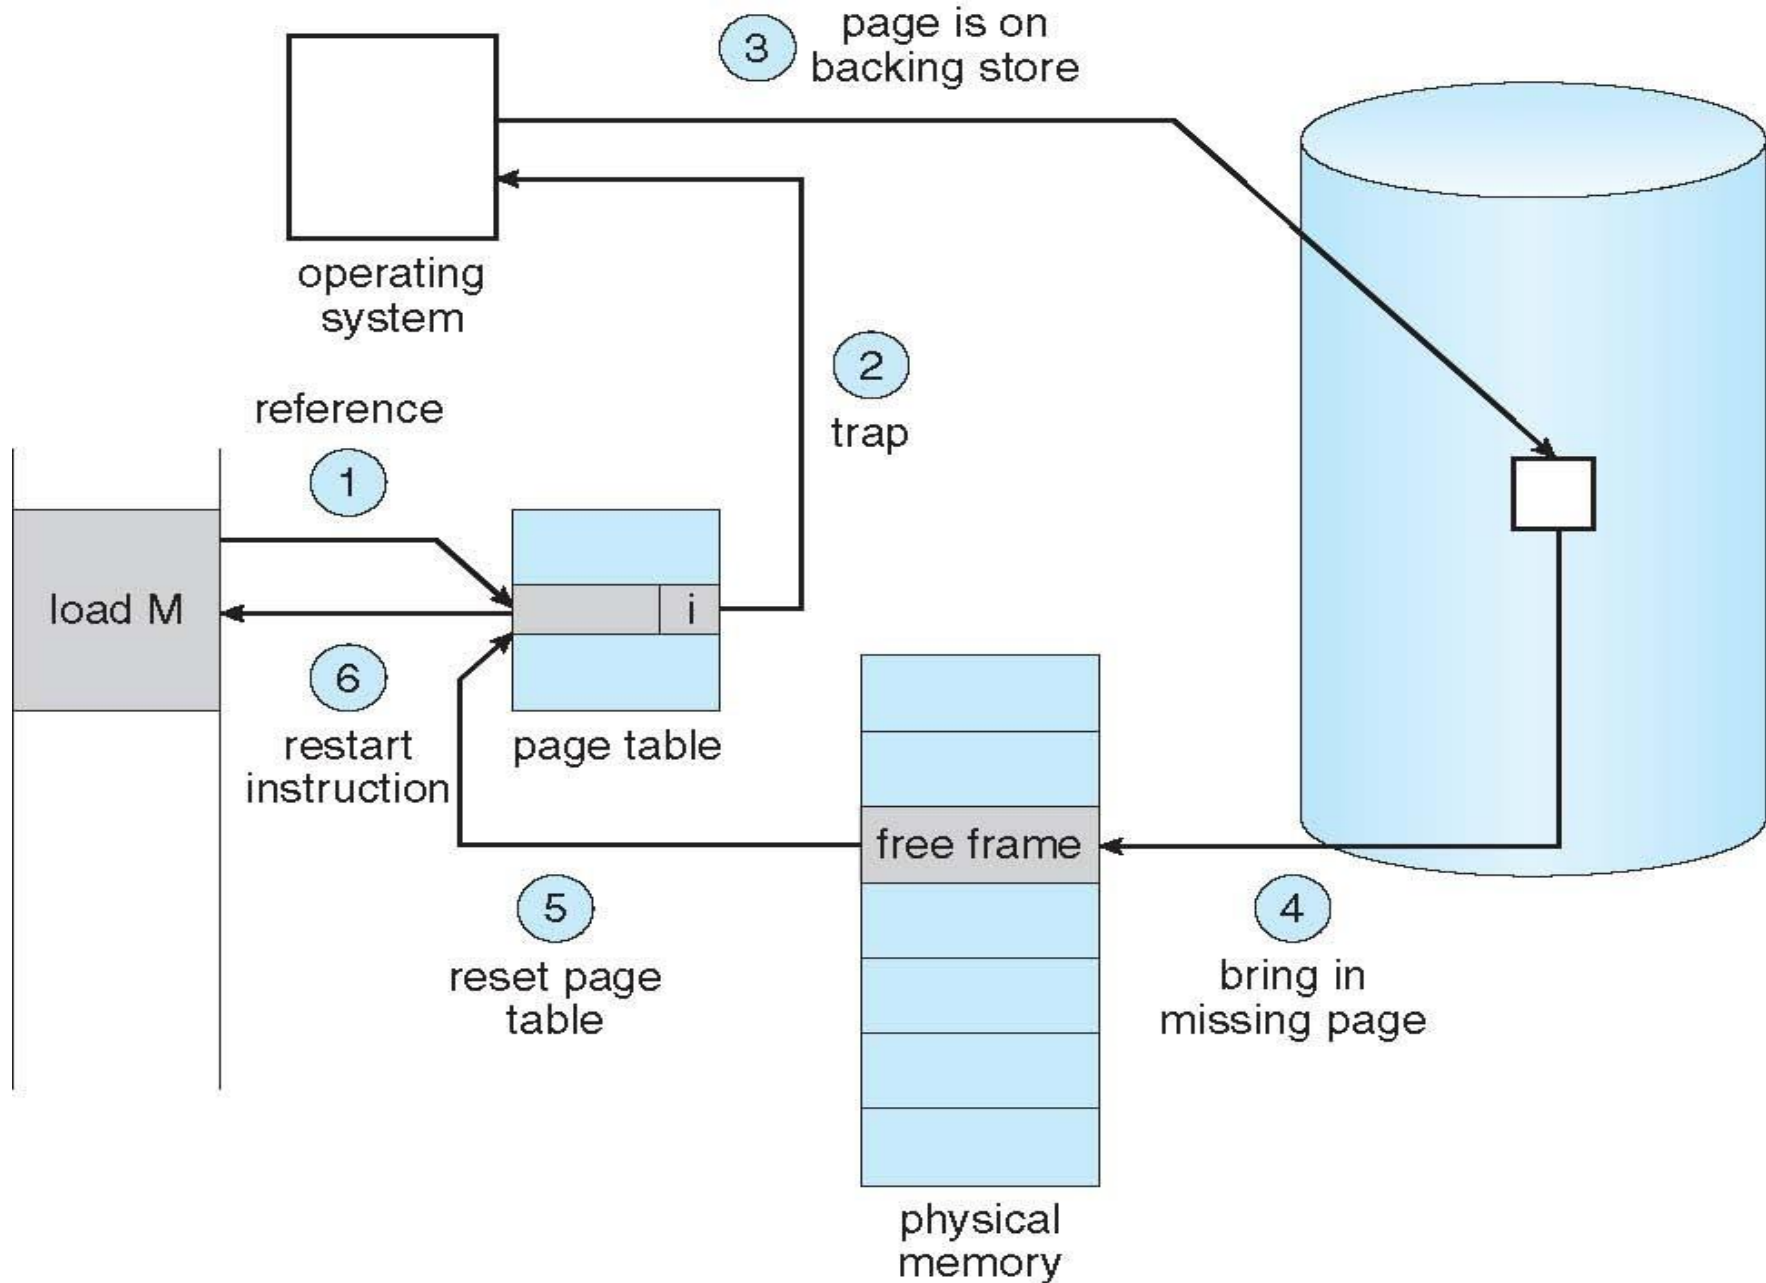 3
page is on
backing store
operating
system
2
trap
reference
1
load M
i
6
restart
instruction
page table
free frame
5
reset page
table
4
bring in
missing page
physical
memory